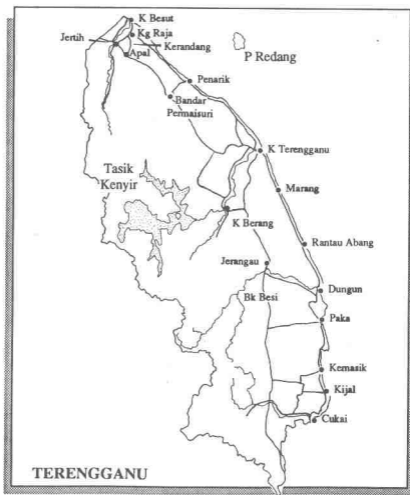 K Besut
Kg Raja
Jertih
Kerandang
Apal
P Redang
Penarik
Bandar
Permaisuri
K Terengganu
Tasik
Kenyir
Marang
K Berang
Rantau Abang
Jerangau
Dungun
Bk Besi
Paka
Kemasik
Kijal
Cukai
TERENGGANU